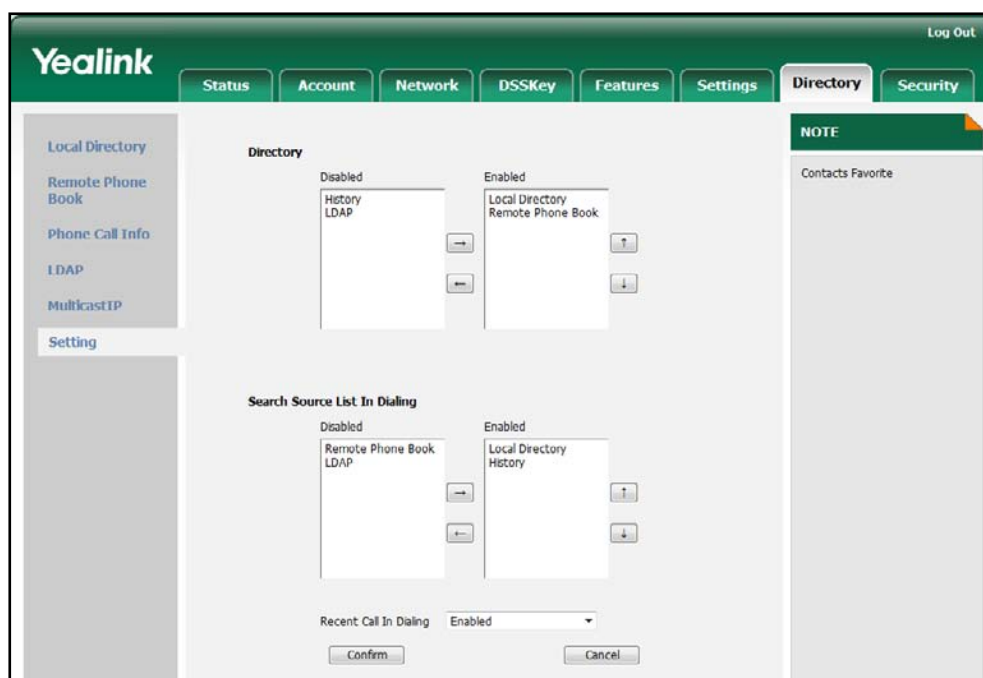 Log Out
Yealink
Status Account Network DSSKey Features Settings Directory Security
Local Directory
Remote Phone
Book
Phone Call Info
LDAP
MulticastIP
Setting
Directory
Disabled Enabled
History
LDAP
Local Directory
Remote Phone Book
→ ↑
← ↓
Search Source List In Dialing
Disabled Enabled
Remote Phone Book
LDAP
Local Directory
History
→ ↑
← ↓
Recent Call In Dialing Enabled
Confirm Cancel
NOTE
Contacts Favorite